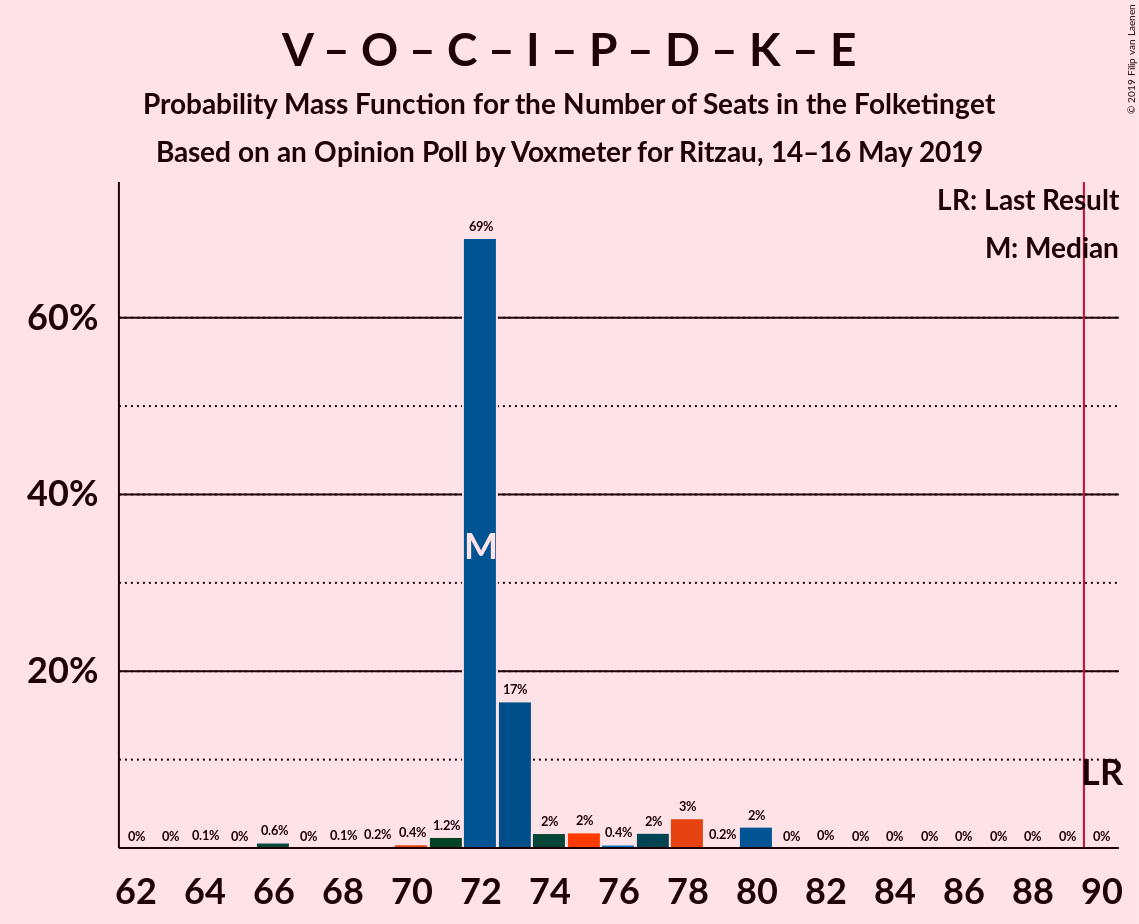 V – O – C – I – P – D – K – E
Probability Mass Function for the Number of Seats in the Folketinget
Based on an Opinion Poll by Voxmeter for Ritzau, 14–16 May 2019
© 2019 Filip van Laenen
LR: Last Result
M: Median
60%
40%
20%
0% 0% 0.1% 0% 0.6% 0% 0.1% 0.2% 0.4% 1.2% 69% 17% 2% 2% 0.4% 2% 3% 0.2% 2% 0% 0% 0% 0% 0% 0% 0% 0% 0% 0%
M
LR
62 64 66 68 70 72 74 76 78 80 82 84 86 88 90